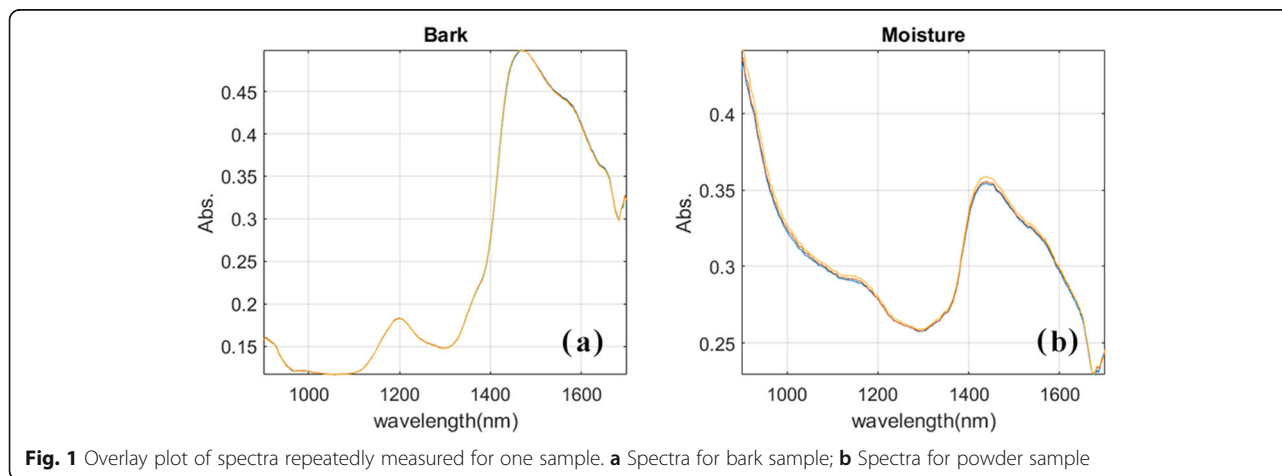 Bark
0.45
0.4
0.35
0.3
0.25
0.2
0.15
Abs.
1000 1200 1400 1600
wavelength(nm)
(a)
Moisture
0.4
0.35
0.3
0.25
Abs.
1000 1200 1400 1600
wavelength(nm)
(b)
Fig. 1 Overlay plot of spectra repeatedly measured for one sample. a Spectra for bark sample; b Spectra for powder sample